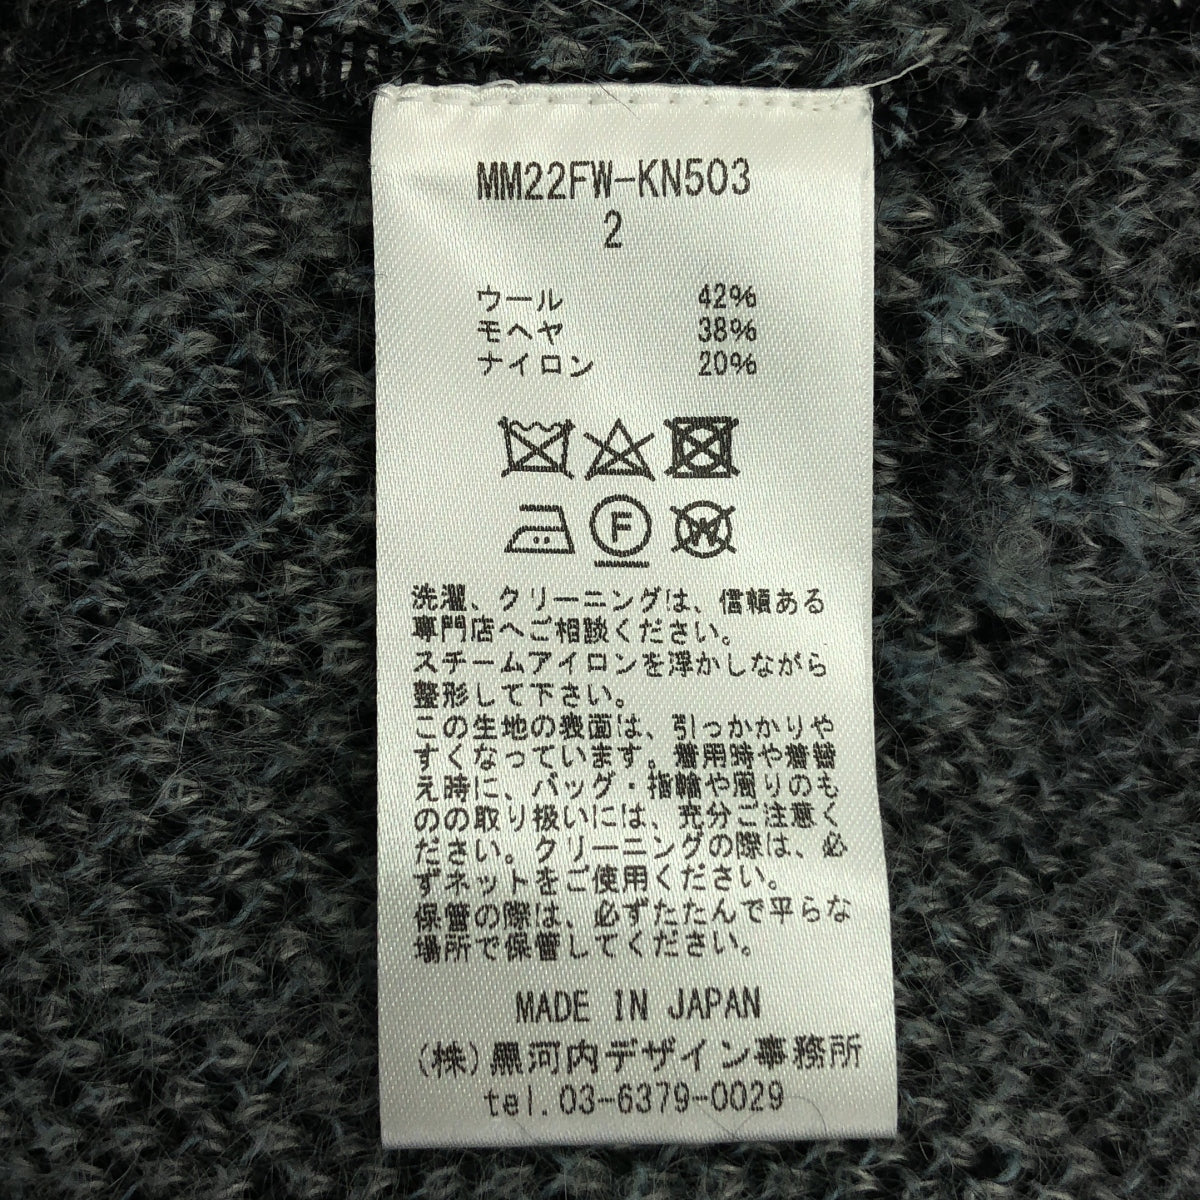 MM22FW-KN503
2
ウール 42%
モヘヤ 38%
ナイロン 20%
F
W
洗濯、クリーニングは、信頼ある
専門店へご相談ください。
スチームアイロンを浮かしながら
整形して下さい。
この生地の表面は、引っかかりや
すくなっています。着用時や着替
え時に、バッグ・指輪や周りのも
のの取り扱いには、充分ご注意く
ださい。クリーニングの際は、必
ずネットをご使用ください。
保管の際は、必ずたたんで平らな
場所で保管してください。
MADE IN JAPAN
(株)黒河内デザイン事務所
tel.03-6379-0029